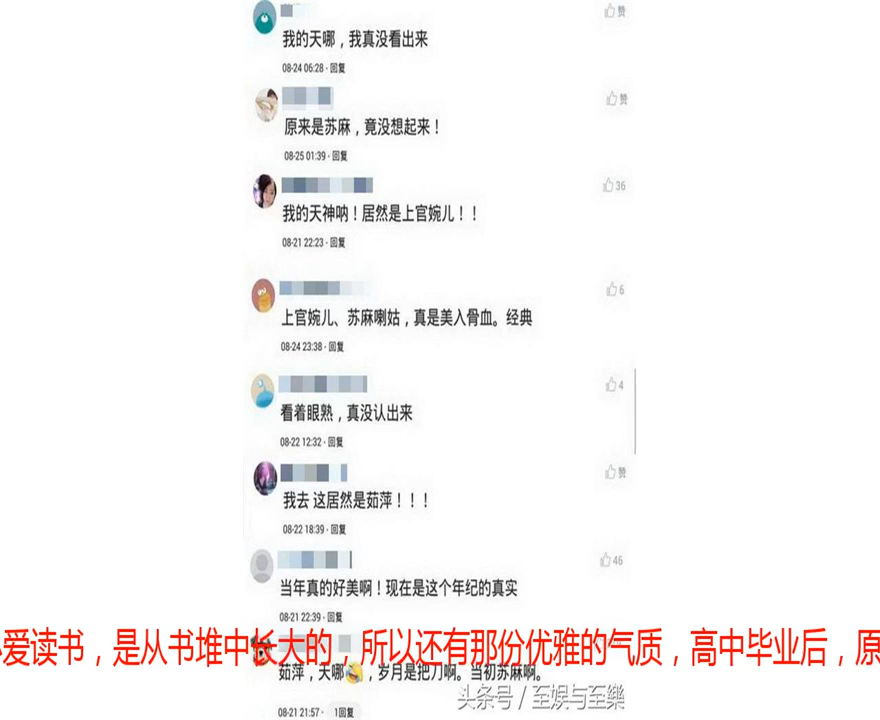 赞
我的天哪，我真没看出来
08-24 06:28 · 回复
赞
原来是苏麻，竟没想起来！
08-25 01:39 · 回复
36
我的天神呐！居然是上官婉儿！！
08-21 22:23 · 回复
6
上官婉儿、苏麻喇姑，真是美入骨血。经典
08-24 23:38 · 回复
4
看着眼熟，真没认出来
08-22 12:32 · 回复
赞
我去 这居然是茹萍！！！
08-22 18:39 · 回复
46
当年真的好美啊！现在是这个年纪的真实
08-21 22:39 · 回复
爱读书，是从书堆中长大的，所以还有那份优雅的气质，高中毕业后，原
茹萍，天哪🤣，岁月是把刀啊。当初苏麻啊。
头条号 / 至娱与至樂
08-21 21:57 · 1回复